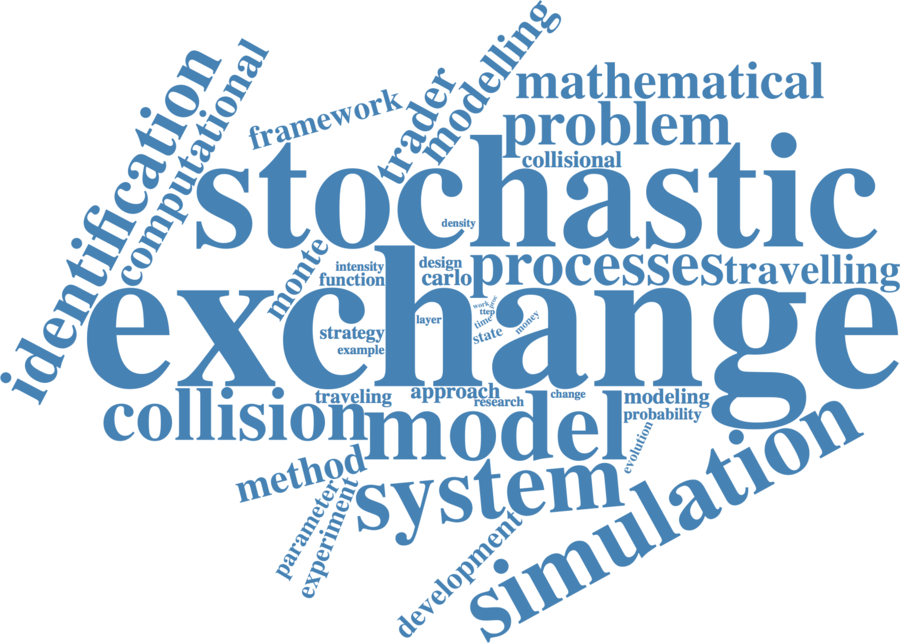 identification
computational
framework
trader
modelling
mathematical
problem
collisional
stochastic
density
monte
intensity
function
design
carlo
processes
travelling
exchange
strategy
example
layer
work
ttep
time
state
money
traveling
approach
research
change
modeling
probability
collision
model
evolution
method
system
simulation
parameter
experiment
development